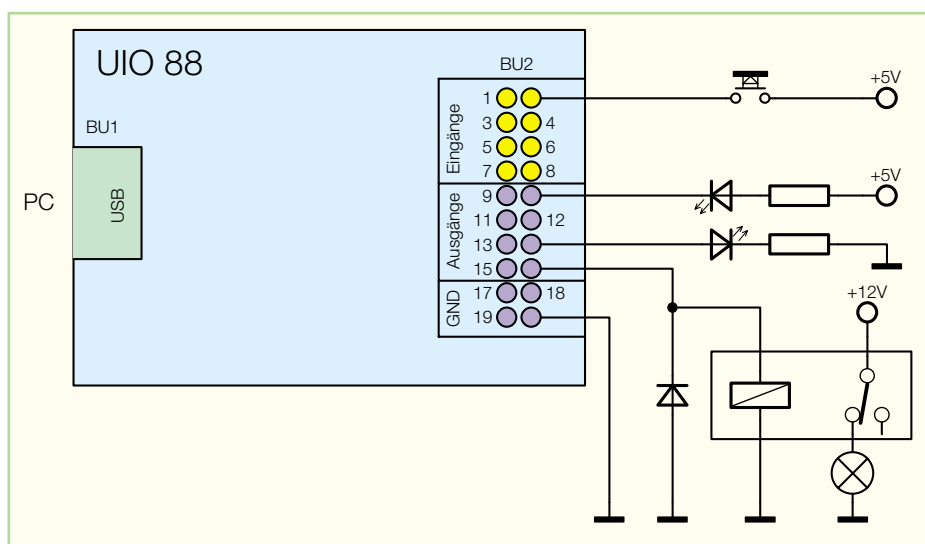 UIO 88
BU2
BU1
PC
USB
Eingänge
1
3 4
5 6
7 8
Ausgänge
9
11 12
13
15
GND
17 18
19
+5V
+5V
+12V